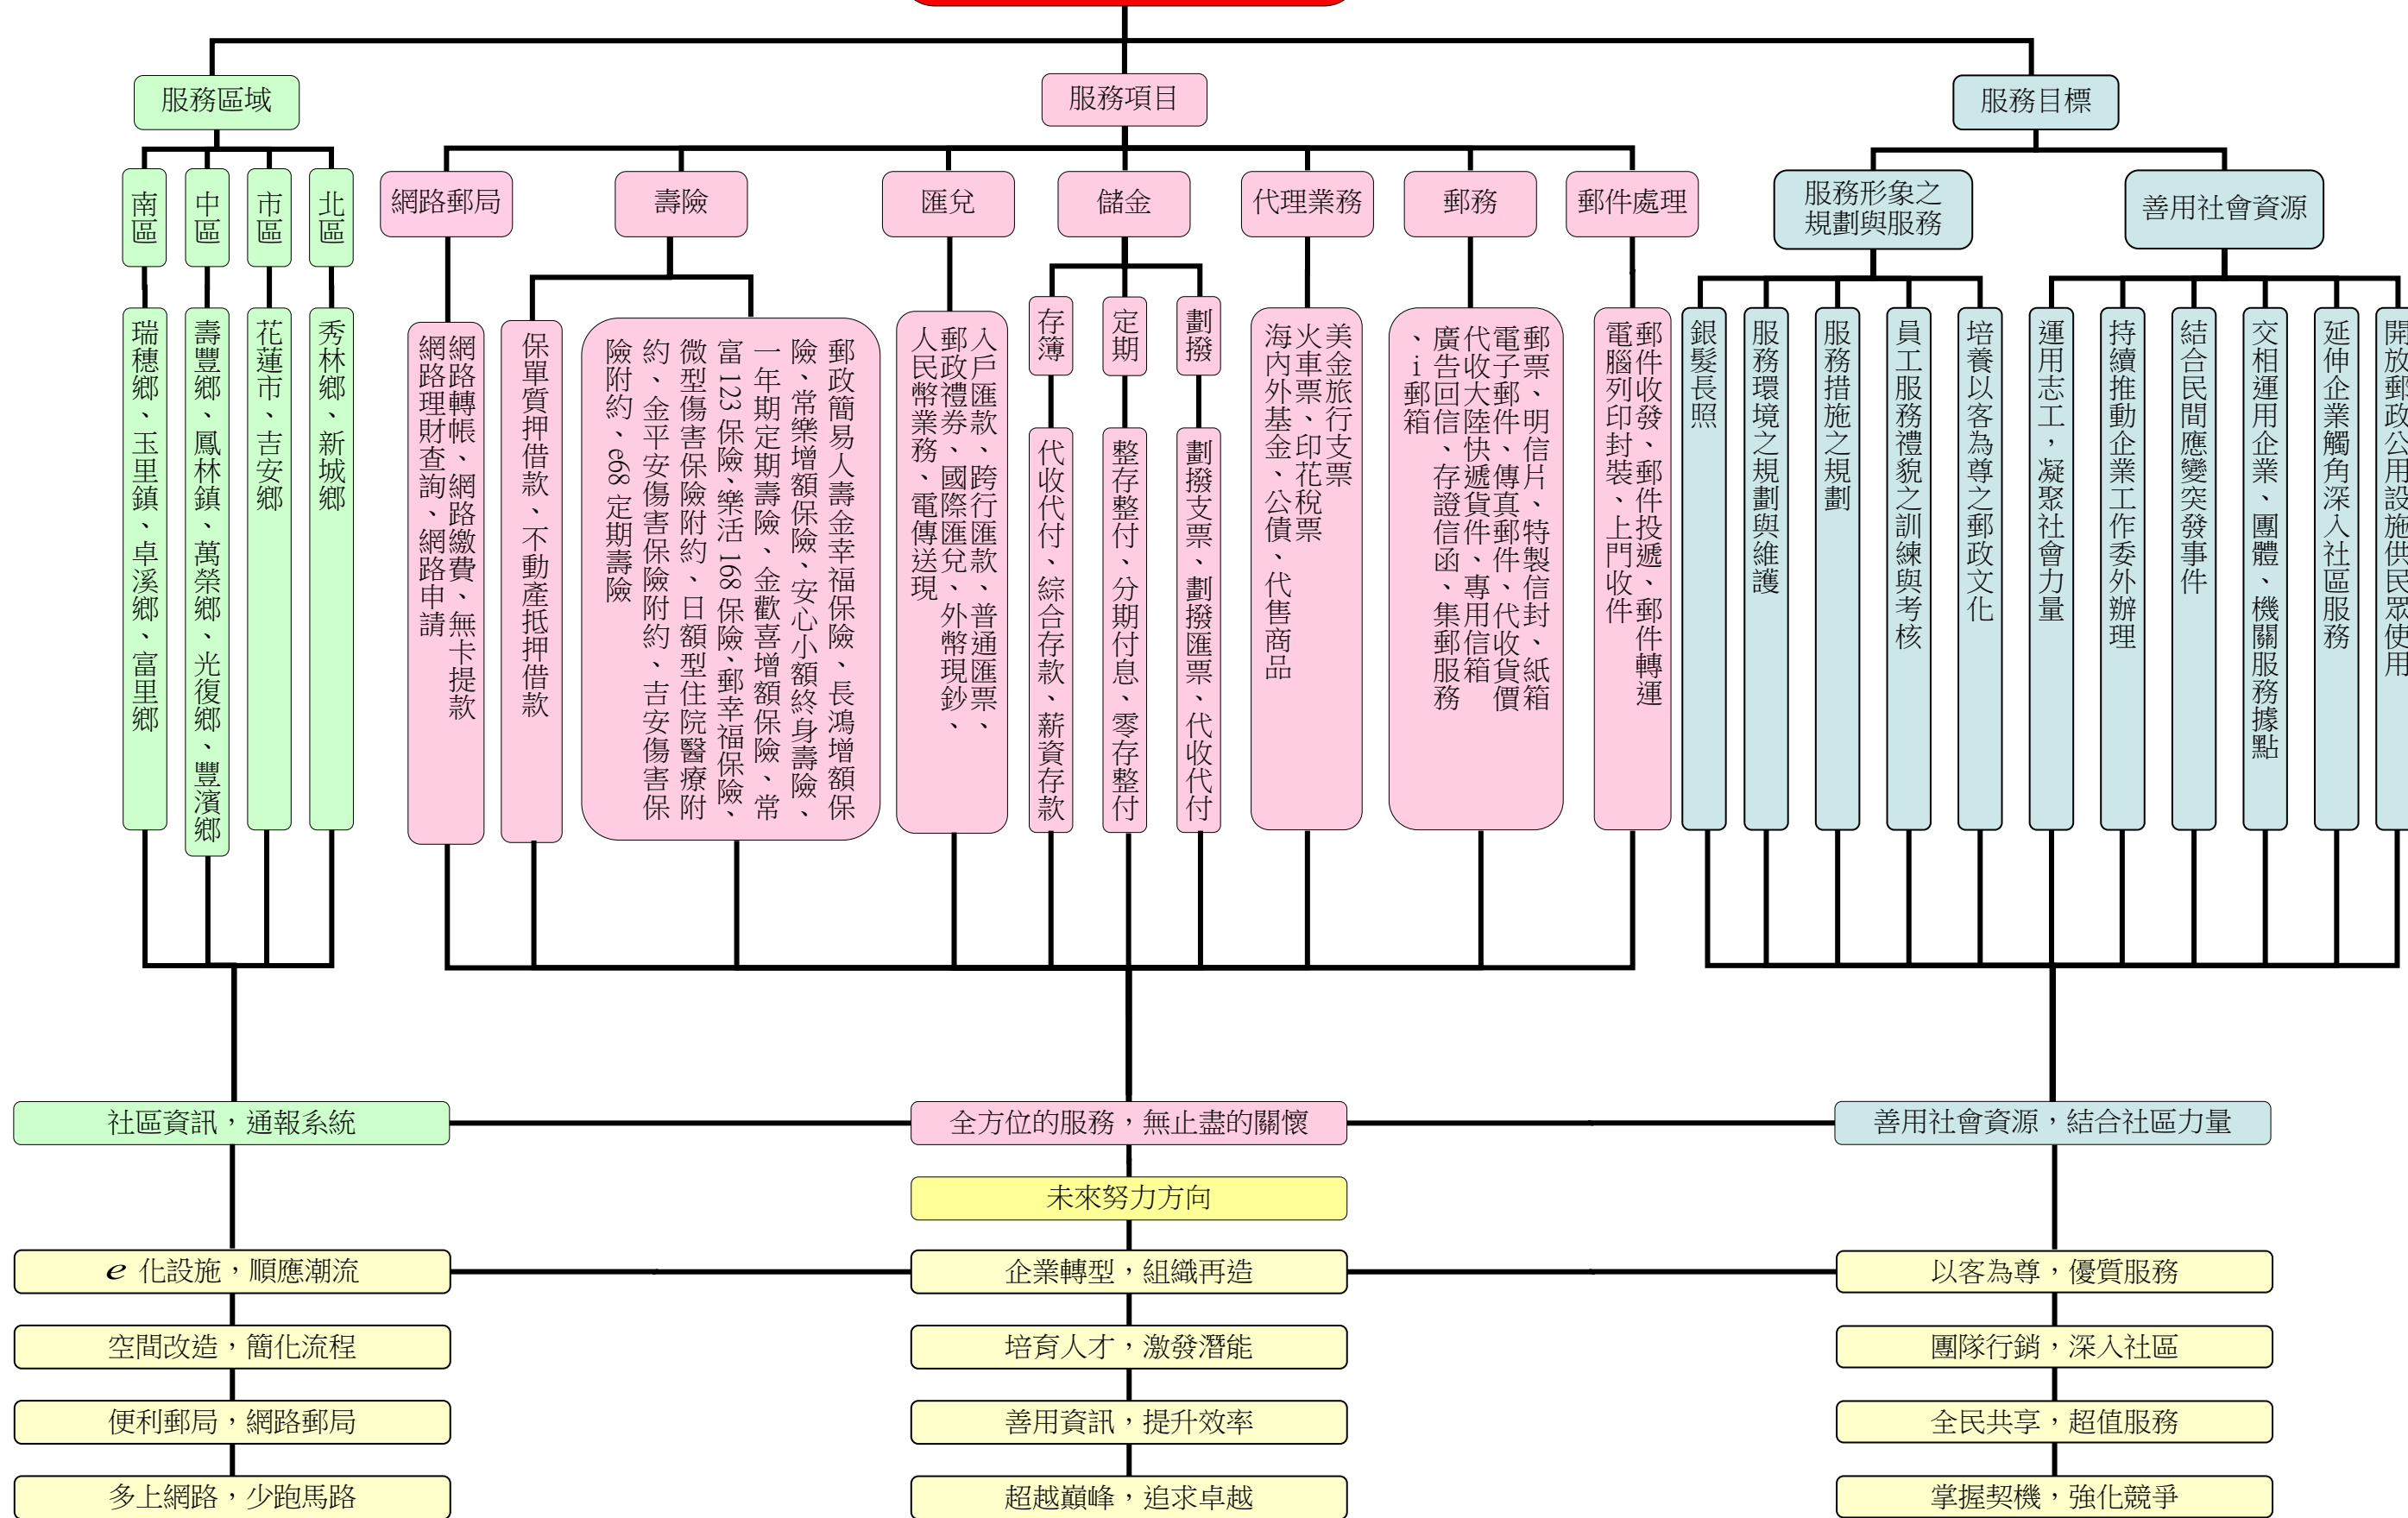 服務區域
服務項目
服務目標
南區
中區
市區
北區
網路郵局
壽險
匯兌
儲金
代理業務
郵務
郵件處理
服務形象之
規劃與服務
善用社會資源
瑞穗鄉、玉里鎮、卓溪鄉、富里鄉
壽豐鄉、鳳林鎮、萬榮鄉、光復鄉、豐濱鄉
花蓮市、吉安鄉
秀林鄉、新城鄉
網路轉帳、網路繳費、無卡提款
網路理財查詢、網路申請
保單質押借款、不動產抵押借款
郵政簡易人壽金幸福保險、長鴻增額保
險、常樂增額保險、安心小額終身壽險、
一年期定期壽險、金歡喜增額保險、常
富 123 保險、樂活 168 保險、郵幸福保險、
微型傷害保險附約、日額型住院醫療附
約、金平安傷害保險附約、吉安傷害保
險附約、e68 定期壽險
入戶匯款、跨行匯款、普通匯票、
郵政禮券、國際匯兌、外幣現鈔、
人民幣業務、電傳送現
存簿
定期
劃撥
代收代付、綜合存款、薪資存款
整存整付、分期付息、零存整付
劃撥支票、劃撥匯票、代收代付
美金旅行支票
火車票、印花稅票
海內外基金、公債、代售商品
郵票、明信片、特製信封、紙箱
電子郵件、傳真郵件、代收貨價
代收大陸快遞貨件、專用信箱
廣告回信、存證信函、集郵服務
、i郵箱
郵件收發、郵件投遞、郵件轉運
電腦列印封裝、上門收件
銀髮長照
服務環境之規劃與維護
服務措施之規劃
員工服務禮貌之訓練與考核
培養以客為尊之郵政文化
運用志工，凝聚社會力量
持續推動企業工作委外辦理
結合民間應變突發事件
交相運用企業、團體、機關服務據點
延伸企業觸角深入社區服務
開放郵政公用設施供民眾使用
社區資訊，通報系統
全方位的服務，無止盡的關懷
善用社會資源，結合社區力量
未來努力方向
e 化設施，順應潮流
企業轉型，組織再造
以客為尊，優質服務
空間改造，簡化流程
培育人才，激發潛能
團隊行銷，深入社區
便利郵局，網路郵局
善用資訊，提升效率
全民共享，超值服務
多上網路，少跑馬路
超越巔峰，追求卓越
掌握契機，強化競爭